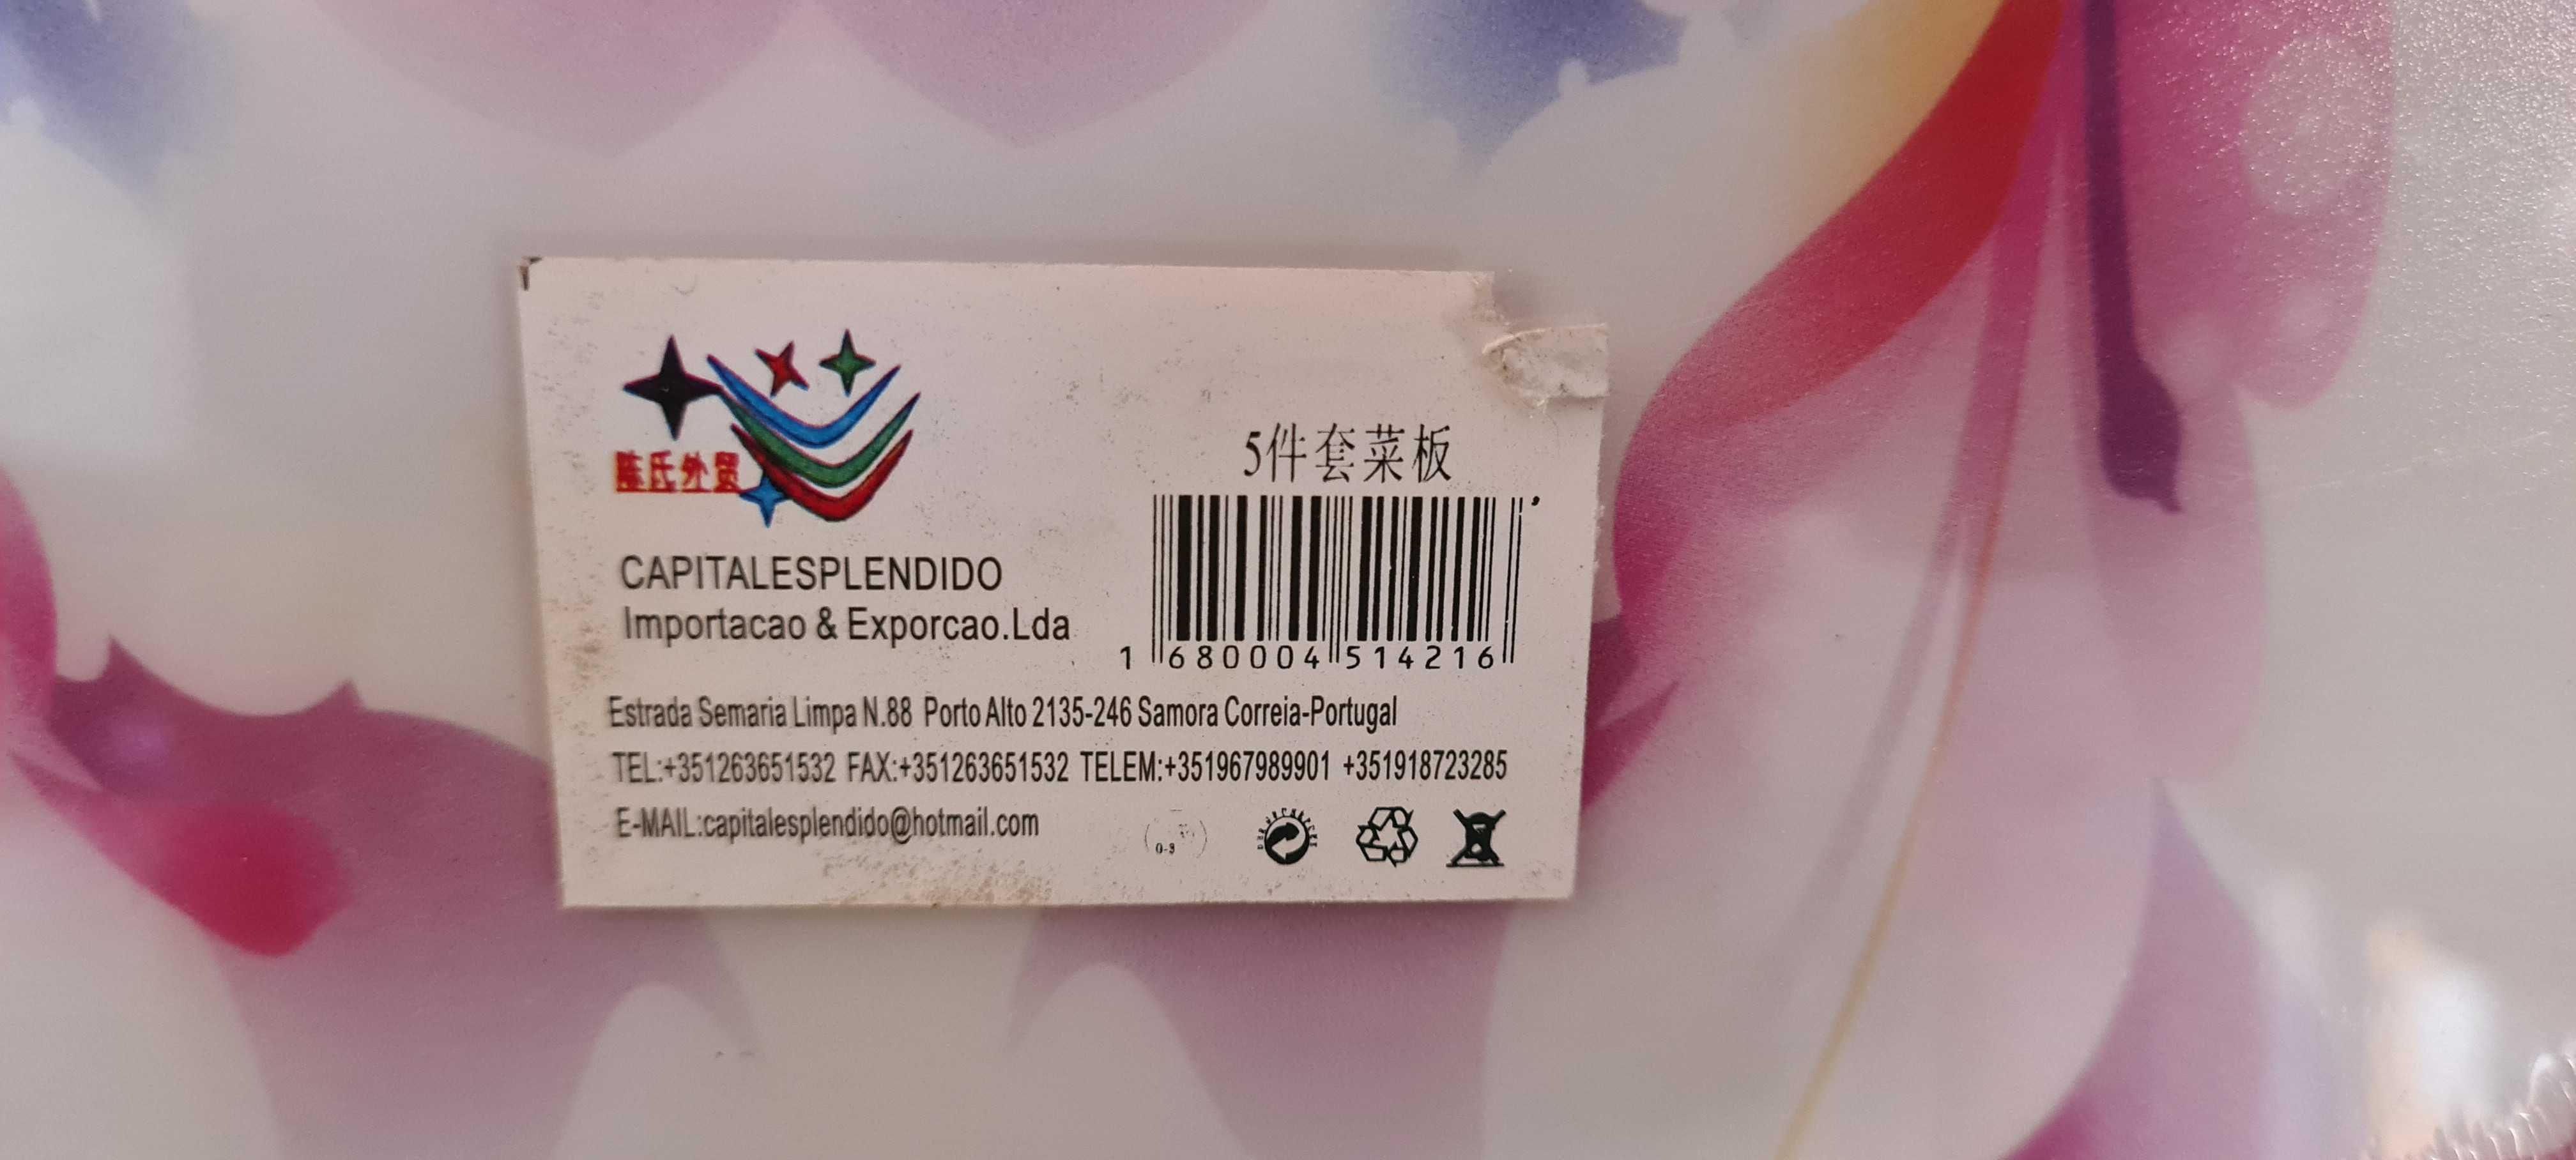 陈氏外贸
5件套菜板
CAPITALESPLENDIDO
Importacao & Exporcao.Lda
1 680004 514216
Estrada Semaria Limpa N.88 Porto Alto 2135-246 Samora Correia-Portugal
TEL:+351263651532 FAX:+351263651532 TELEM:+351967989901 +351918723285
E-MAIL:capitalesplendido@hotmail.com
0-3